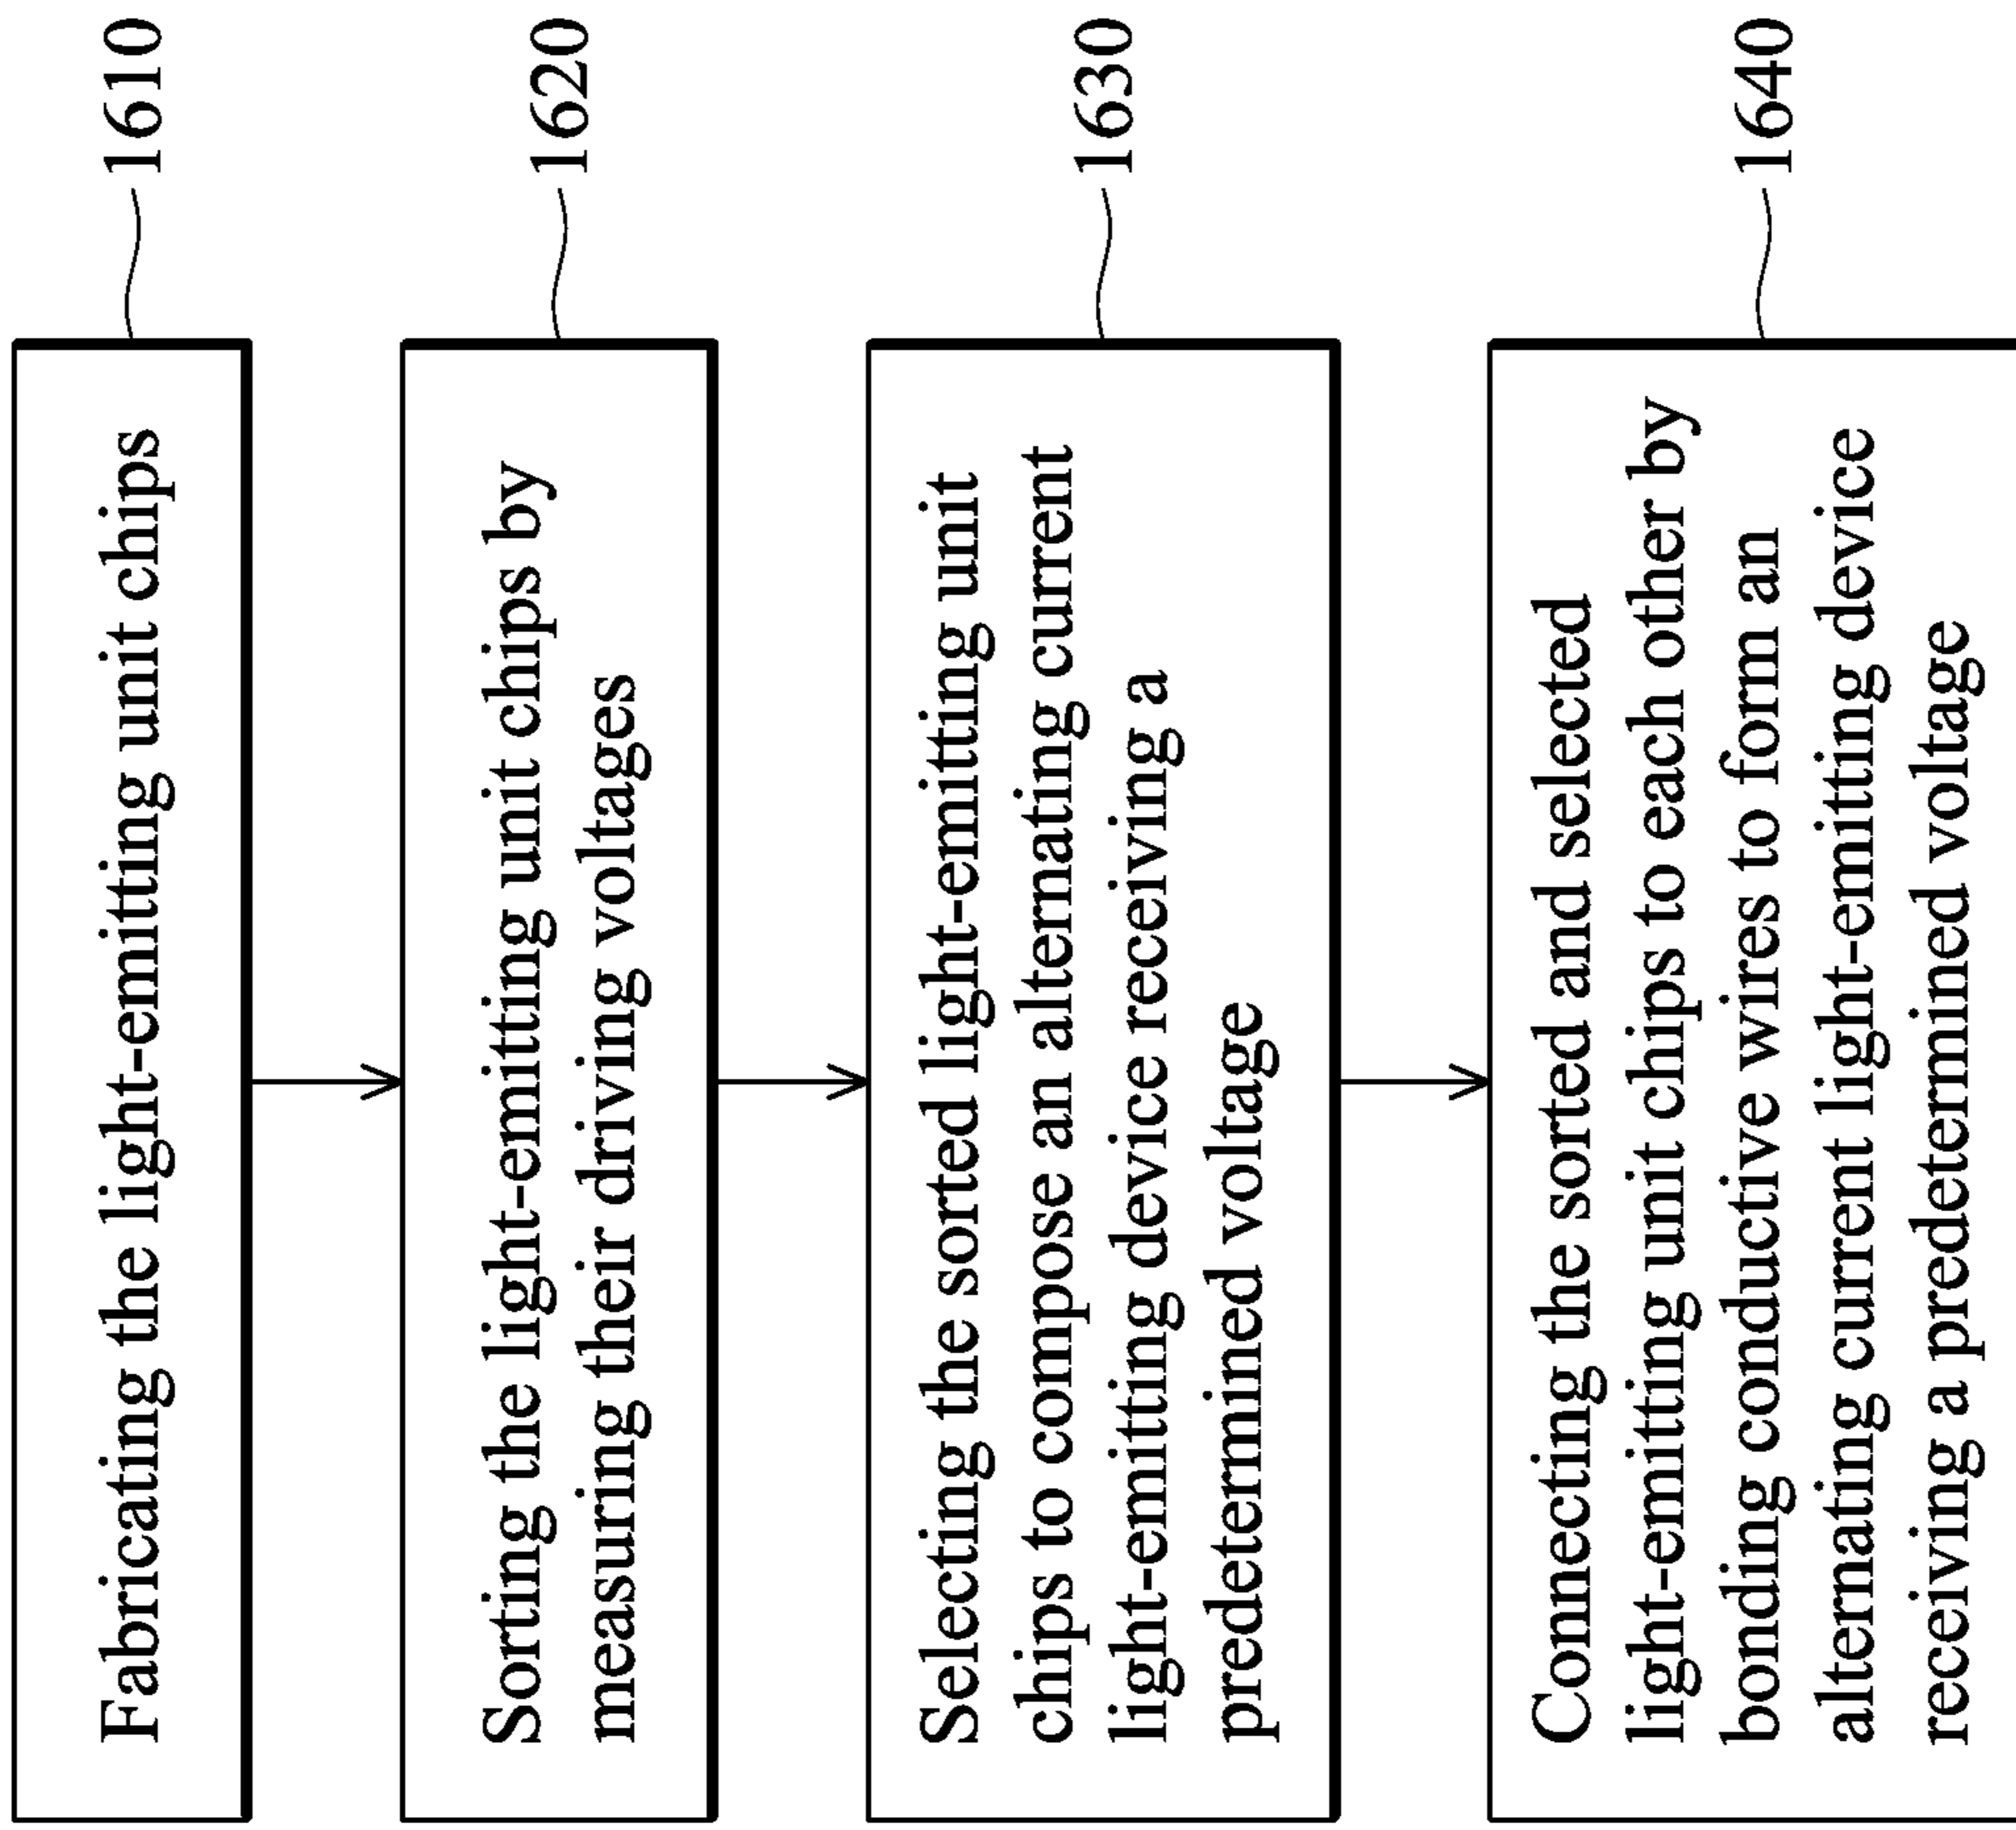 Fabricating the light-emitting unit chips
1610
Sorting the light-emitting unit chips by
measuring their driving voltages
1620
Selecting the sorted light-emitting unit
chips to compose an alternating current
light-emitting device receiving a
predetermined voltage
1630
Connecting the sorted and selected
light-emitting unit chips to each other by
bonding conductive wires to form an
alternating current light-emitting device
receiving a predetermined voltage
1640